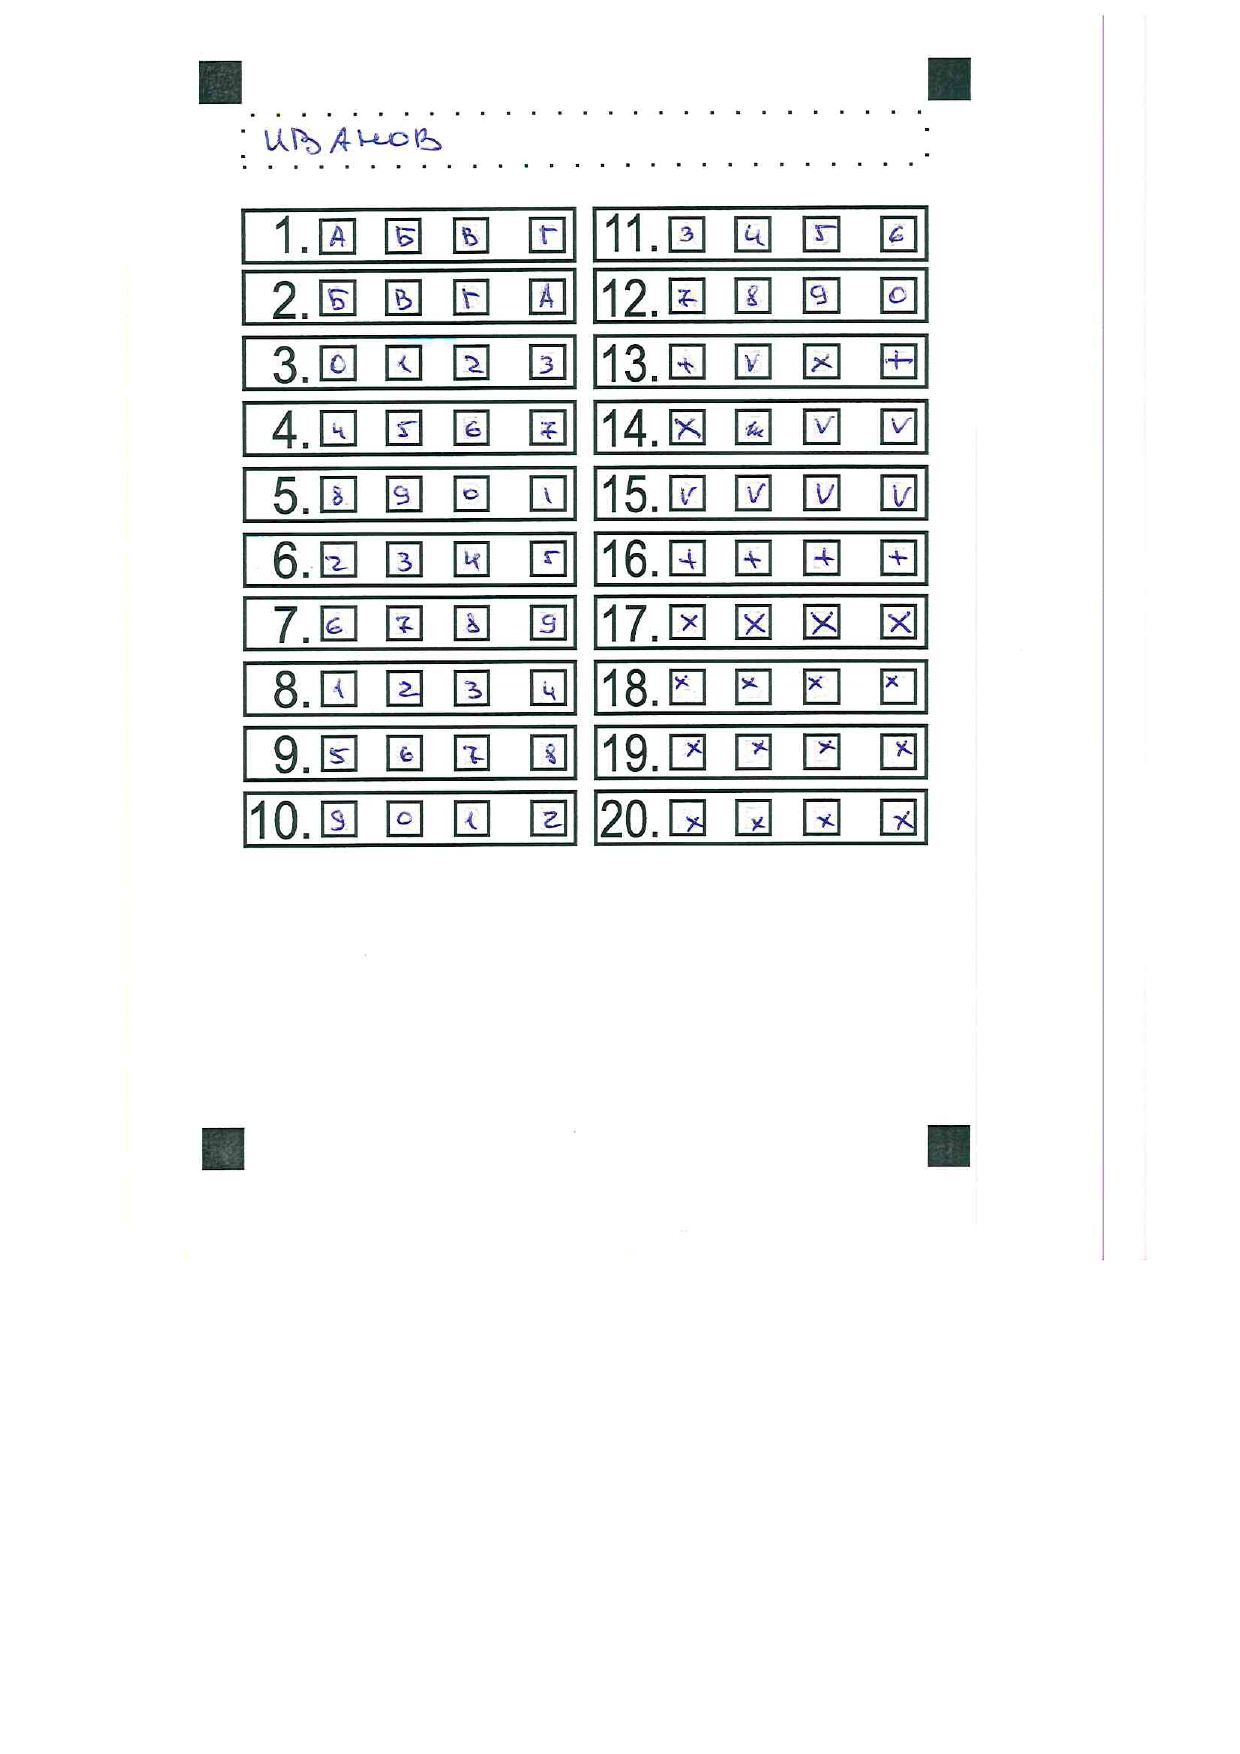 ИВАНОВ
1. А Б В Г
2. Б В Г А
3. 0 1 2 3
4. 4 5 6 7
5. 8 9 0 1
6. 2 3 4 5
7. 6 7 8 9
8. 1 2 3 4
9. 5 6 7 8
10. 9 0 1 2
11. 3 4 5 6
12. 7 8 9 0
13. + V × +
14. × V V
15. V V V V
16. + + + +
17. × × × ×
18. × × × ×
19. × × × ×
20. × × × ×